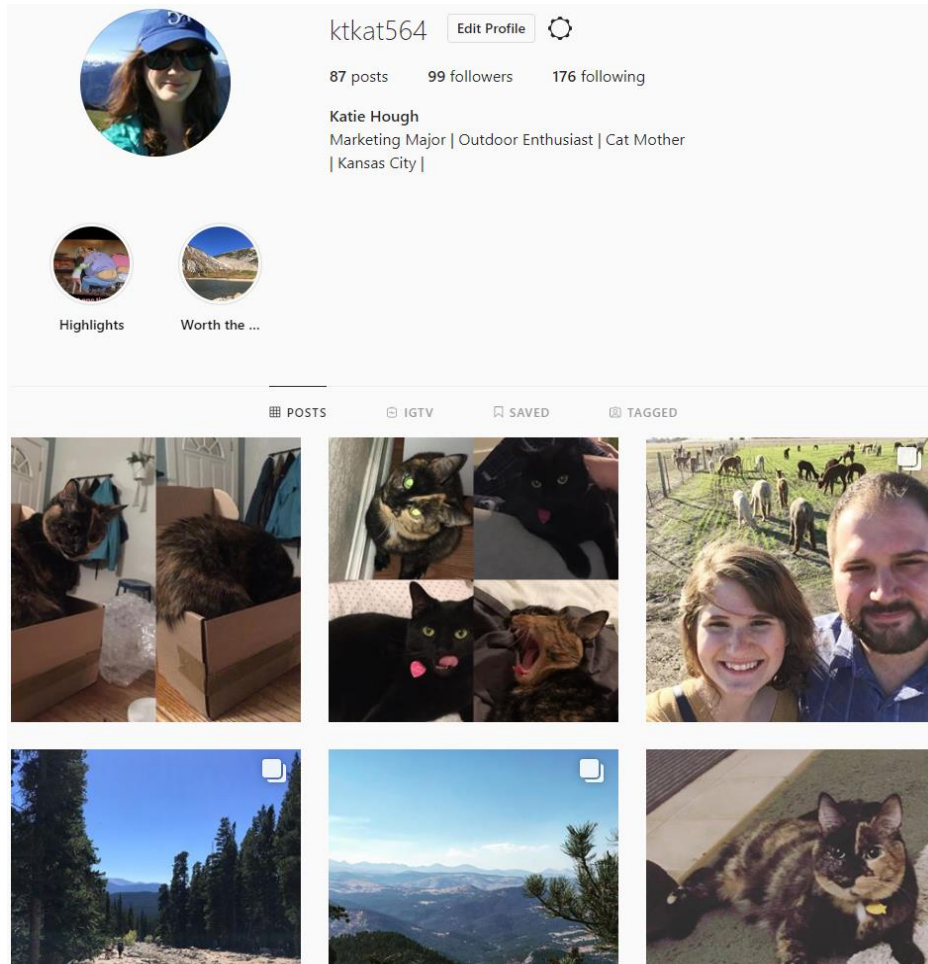 ktkat564 Edit Profile
87 posts 99 followers 176 following
Katie Hough
Marketing Major | Outdoor Enthusiast | Cat Mother
| Kansas City |
Highlights Worth the ...
POSTS IGTV SAVED TAGGED